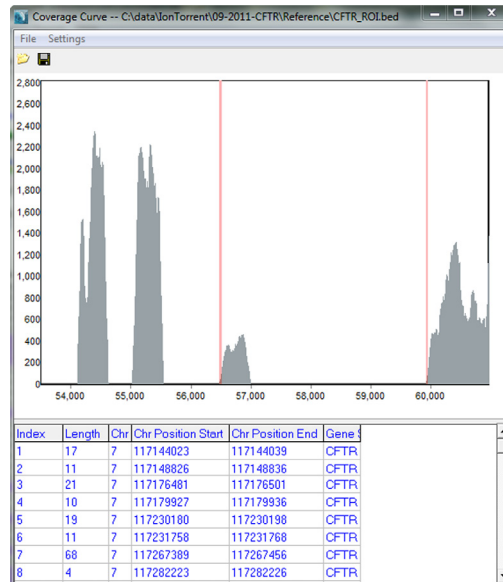 Coverage Curve -- C:\data\IonTorrent\09-2011-CFTR\Reference\CFTR_ROI.bed
File Settings
2,800
2,600
2,400
2,200
2,000
1,800
1,600
1,400
1,200
1,000
800
600
400
200
0
54,000 55,000 56,000 57,000 58,000 59,000 60,000
Index Length Chr Chr Position Start Chr Position End Gene
1 17 7 117144023 117144039 CFTR
2 11 7 117148826 117148836 CFTR
3 21 7 117176481 117176501 CFTR
4 10 7 117179927 117179936 CFTR
5 19 7 117230180 117230198 CFTR
6 11 7 117231758 117231768 CFTR
7 68 7 117267389 117267456 CFTR
8 4 7 117282223 117282226 CFTR